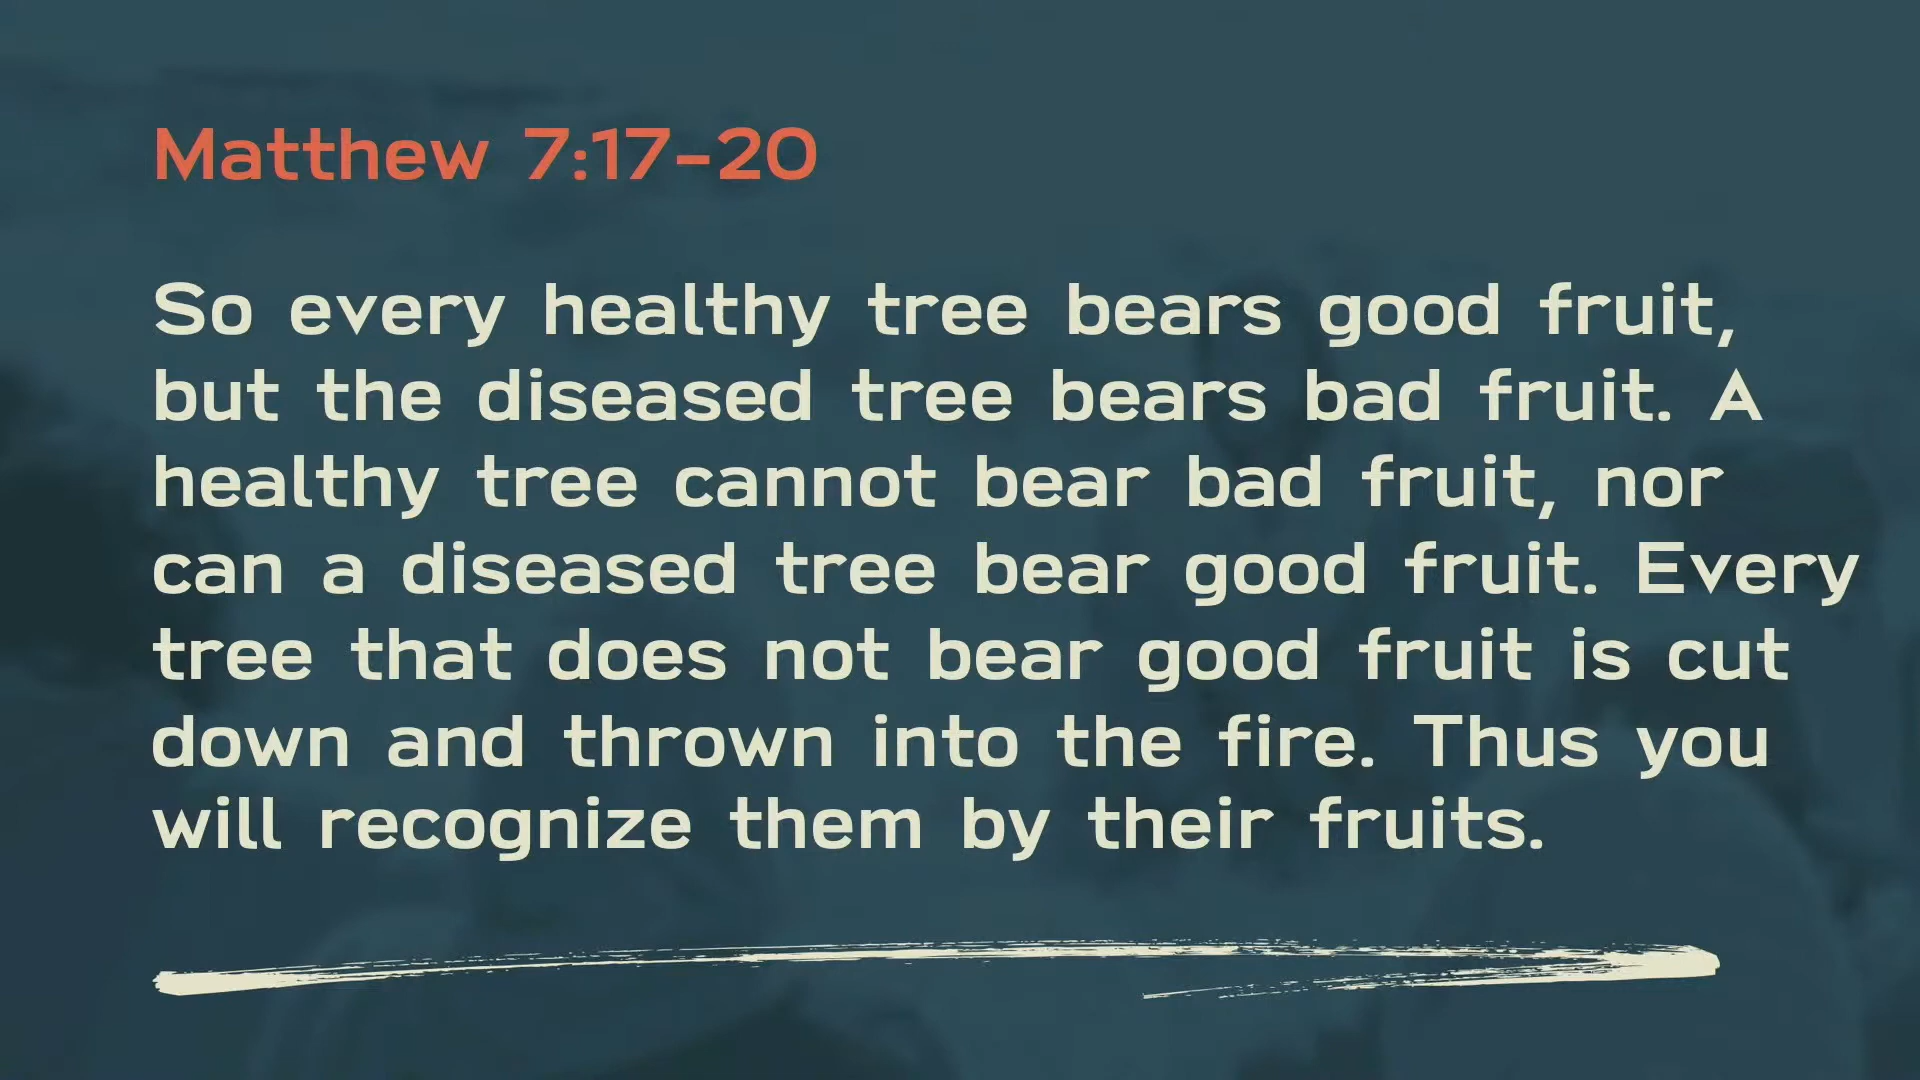 Matthew 7:17-20
So every healthy tree bears good fruit,
but the diseased tree bears bad fruit. A
healthy tree cannot bear bad fruit, nor
can a diseased tree bear good fruit. Every
tree that does not bear good fruit is cut
down and thrown into the fire. Thus you
will recognize them by their fruits.